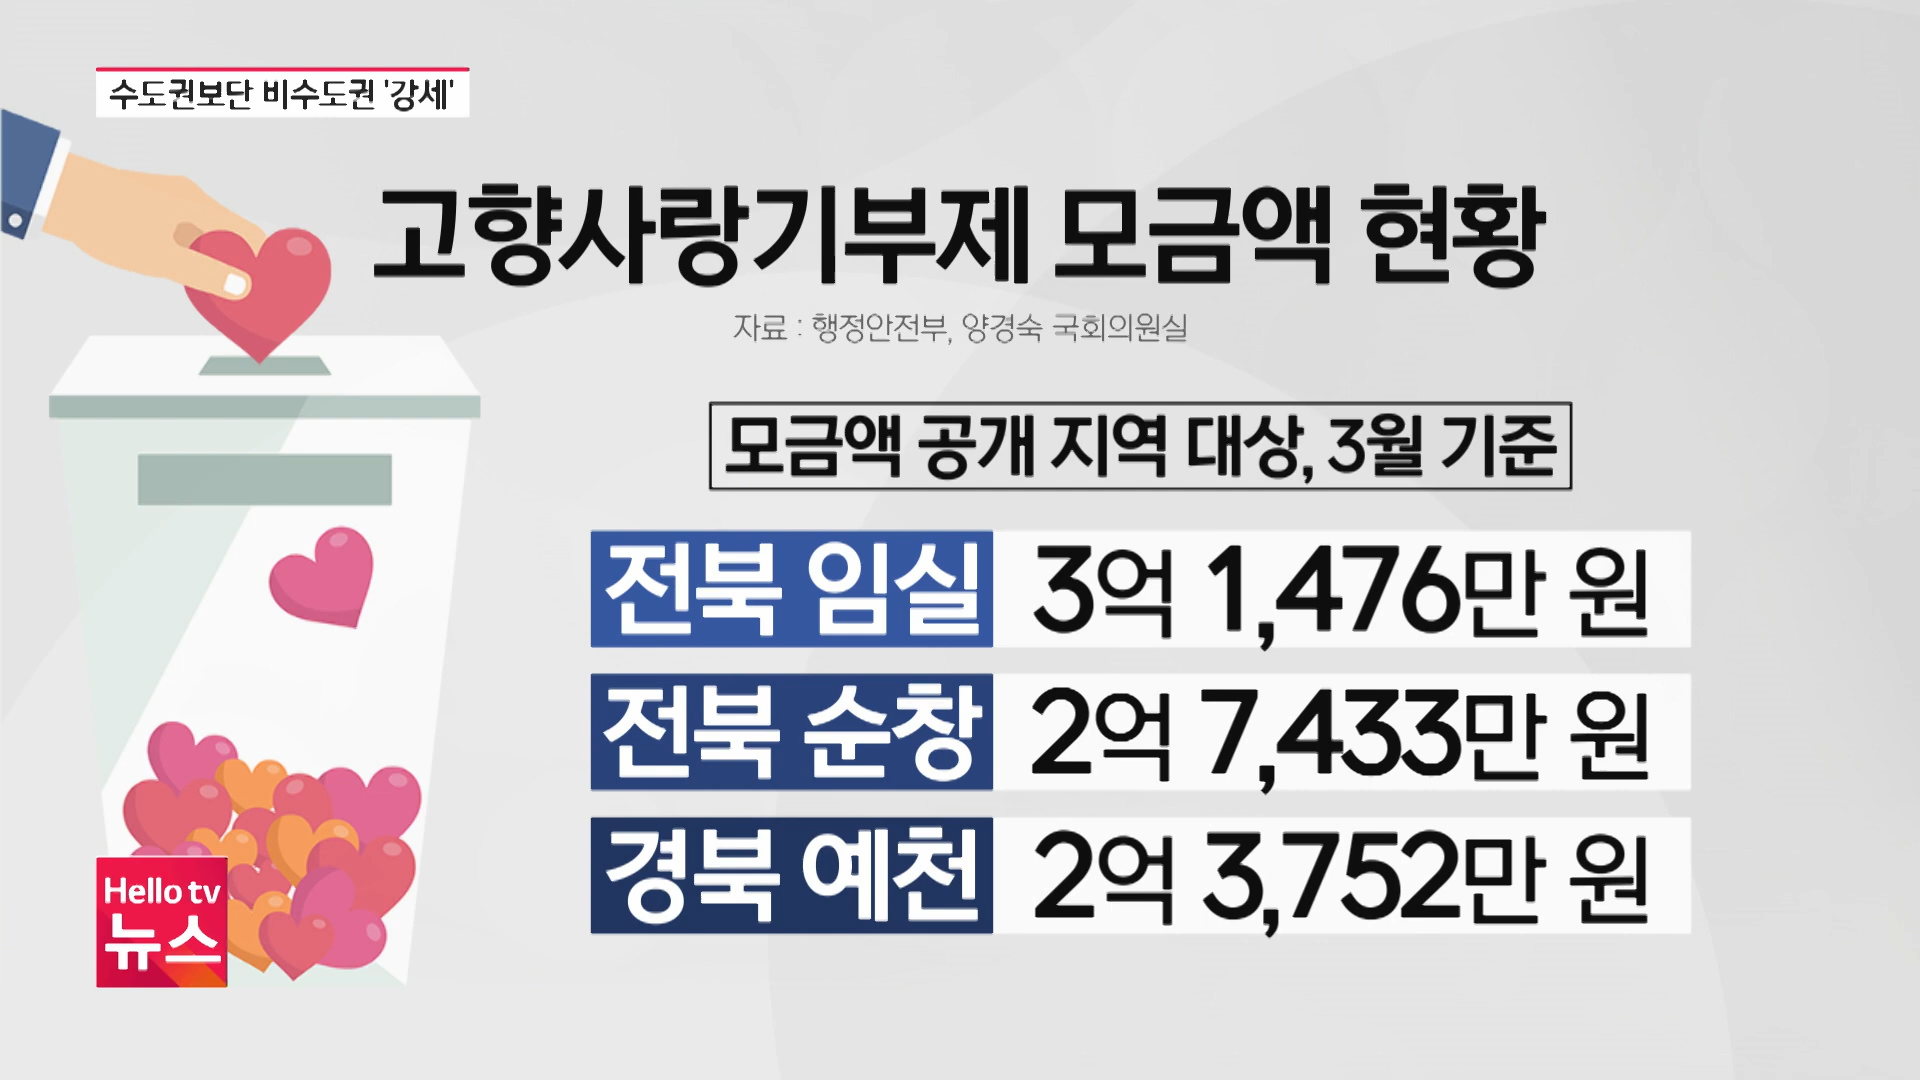 수도권보단 비수도권 '강세'
고향사랑기부제 모금액 현황
자료 : 행정안전부, 양경숙 국회의원실
모금액 공개 지역 대상, 3월 기준
전북 임실 3억 1,476만 원
전북 순창 2억 7,433만 원
경북 예천 2억 3,752만 원
Hello tv
뉴스